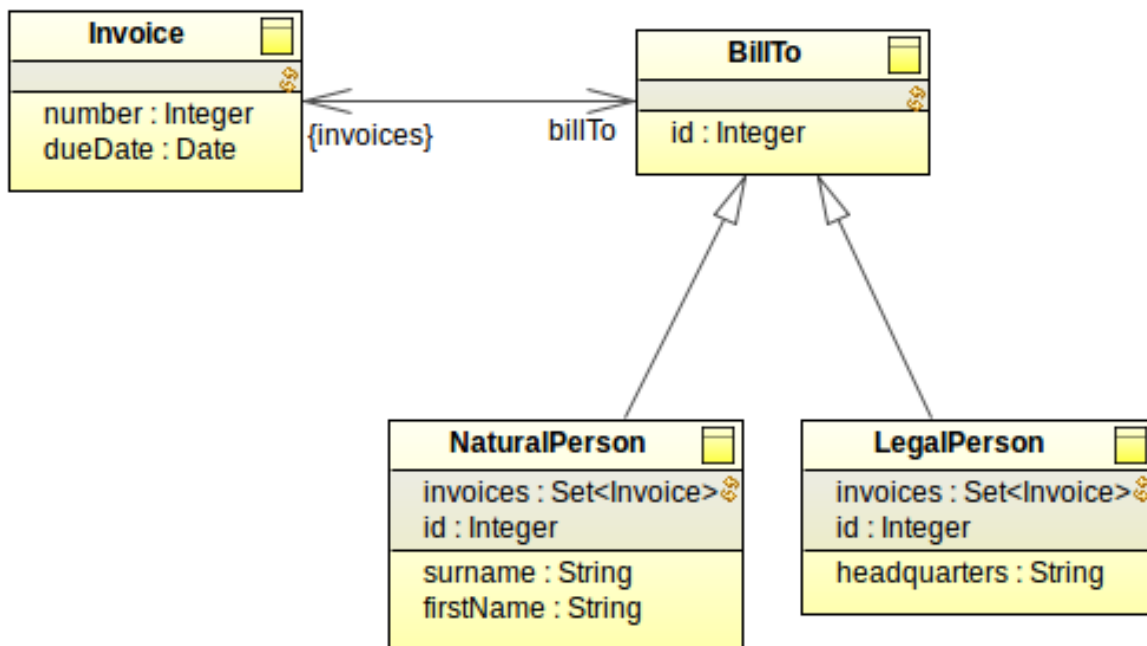 Invoice
number : Integer
dueDate : Date
{invoices}
billTo
BillTo
id : Integer
NaturalPerson
invoices : Set<Invoice>
id : Integer
surname : String
firstName : String
LegalPerson
invoices : Set<Invoice>
id : Integer
headquarters : String